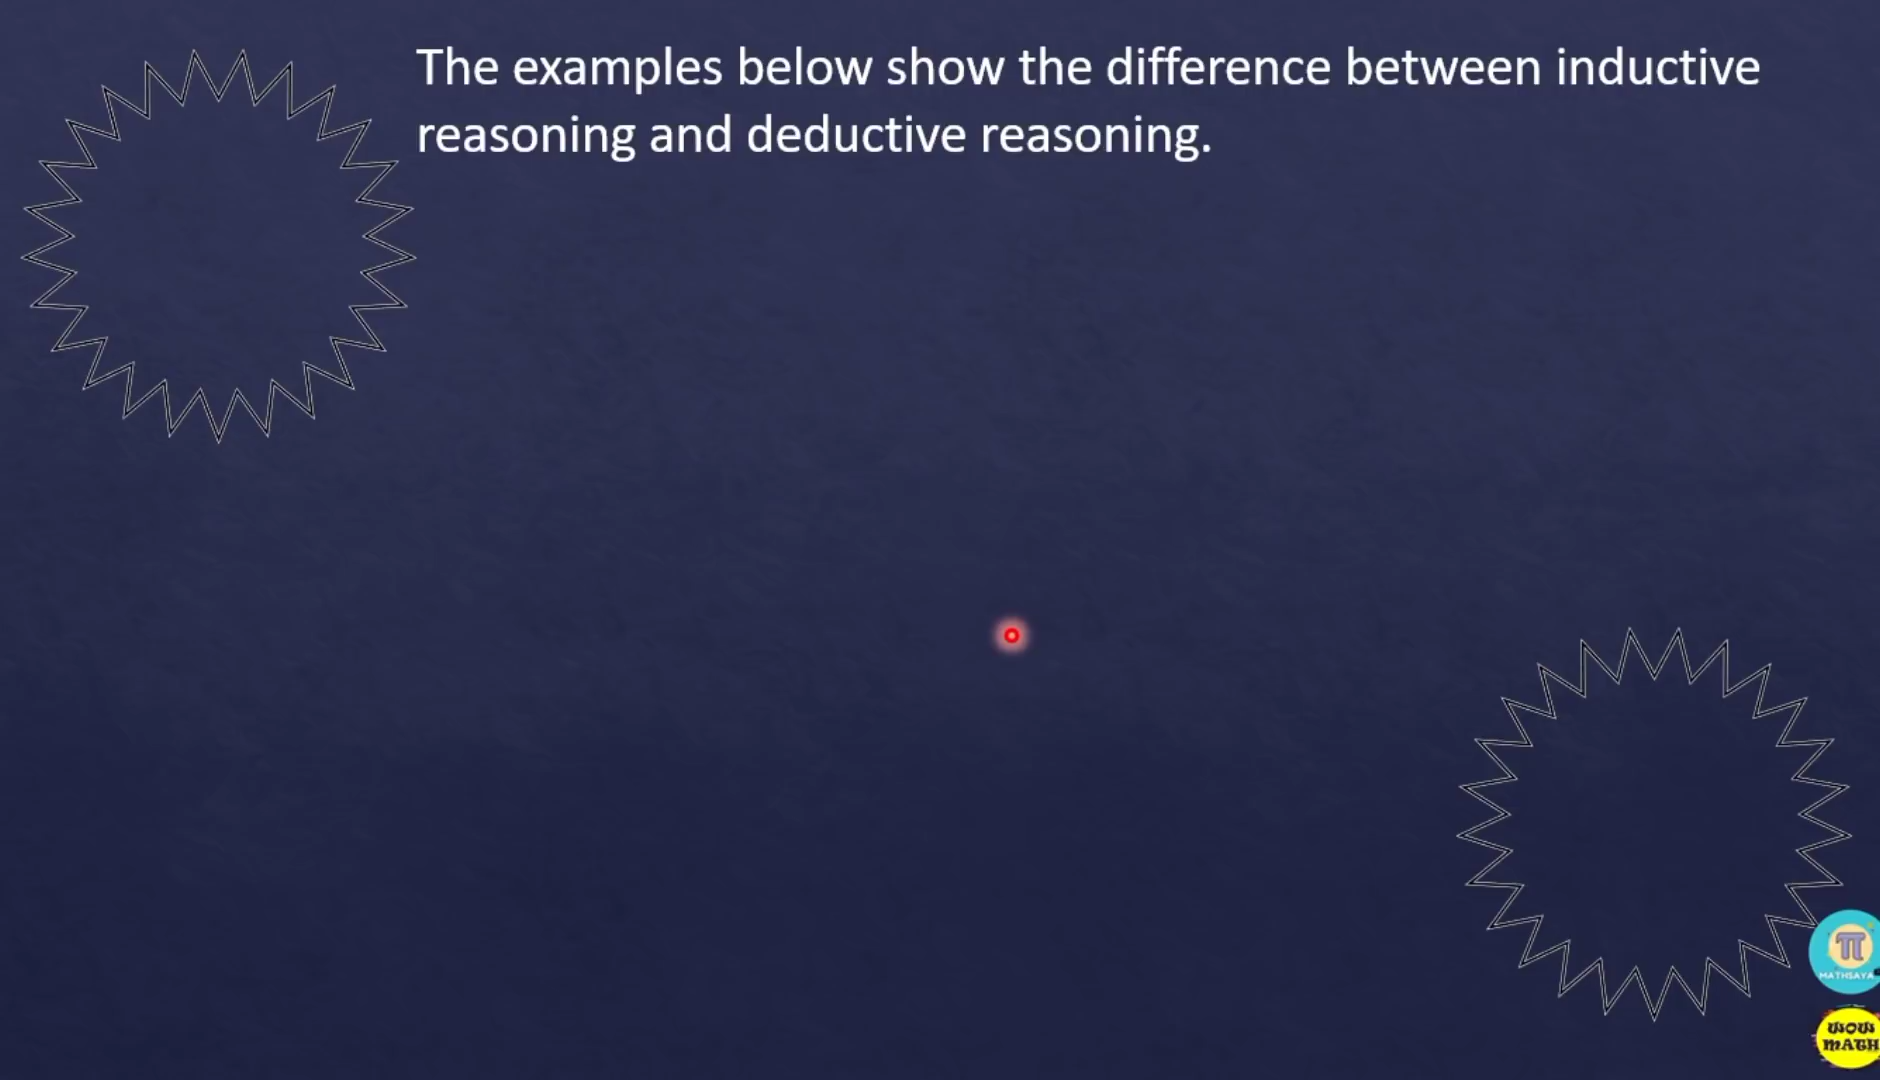 The examples below show the difference between inductive
reasoning and deductive reasoning.
π
MATHSAYA
WOW
MATH